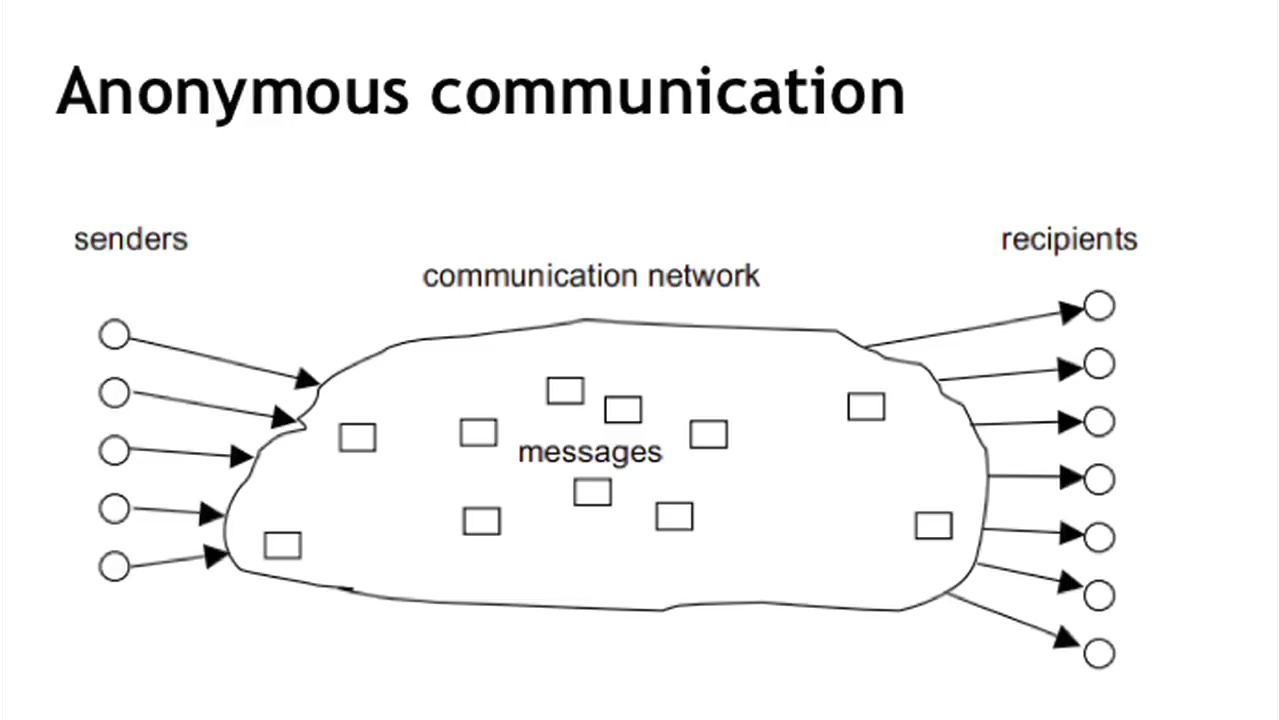 Anonymous communication
senders
recipients
communication network
messages